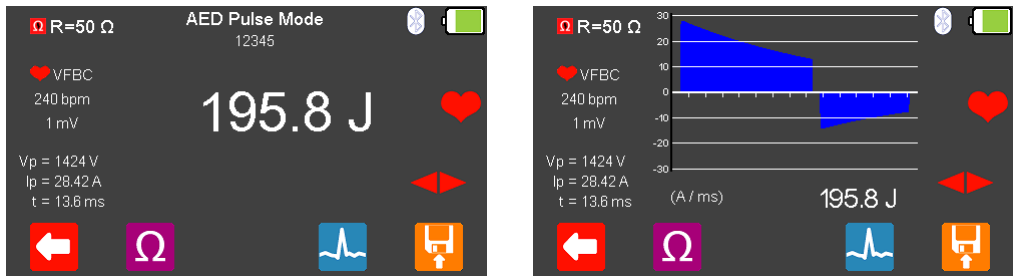 AED Pulse Mode
12345
Ω R=50 Ω
VFBC
240 bpm
1 mV
195.8 J
Vp = 1424 V
Ip = 28.42 A
t = 13.6 ms
Ω
Ω R=50 Ω
VFBC
240 bpm
1 mV
Vp = 1424 V
Ip = 28.42 A
t = 13.6 ms
30
20
10
0
-10
-20
-30
(A / ms)
195.8 J
Ω